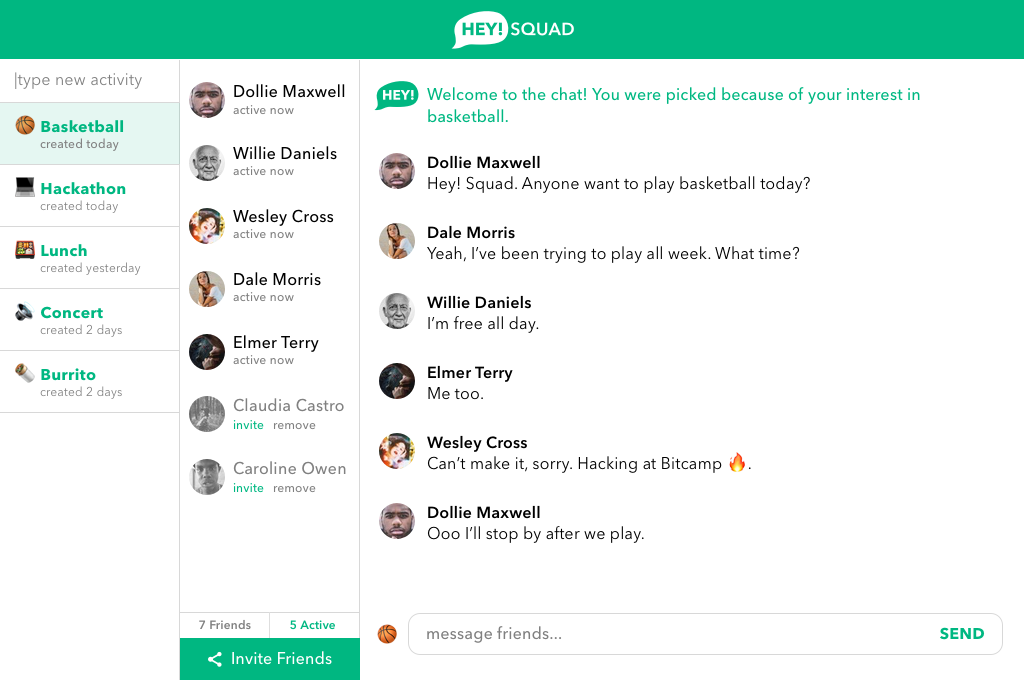 HEY! SQUAD
type new activity
Basketball
created today
Hackathon
created today
Lunch
created yesterday
Concert
created 2 days
Burrito
created 2 days
Dollie Maxwell
active now
Willie Daniels
active now
Wesley Cross
active now
Dale Morris
active now
Elmer Terry
active now
Claudia Castro
invite remove
Caroline Owen
invite remove
7 Friends 5 Active
Invite Friends
HEY! Welcome to the chat! You were picked because of your interest in
basketball.
Dollie Maxwell
Hey! Squad. Anyone want to play basketball today?
Dale Morris
Yeah, I’ve been trying to play all week. What time?
Willie Daniels
I’m free all day.
Elmer Terry
Me too.
Wesley Cross
Can’t make it, sorry. Hacking at Bitcamp 🔥.
Dollie Maxwell
Ooo I’ll stop by after we play.
message friends... SEND